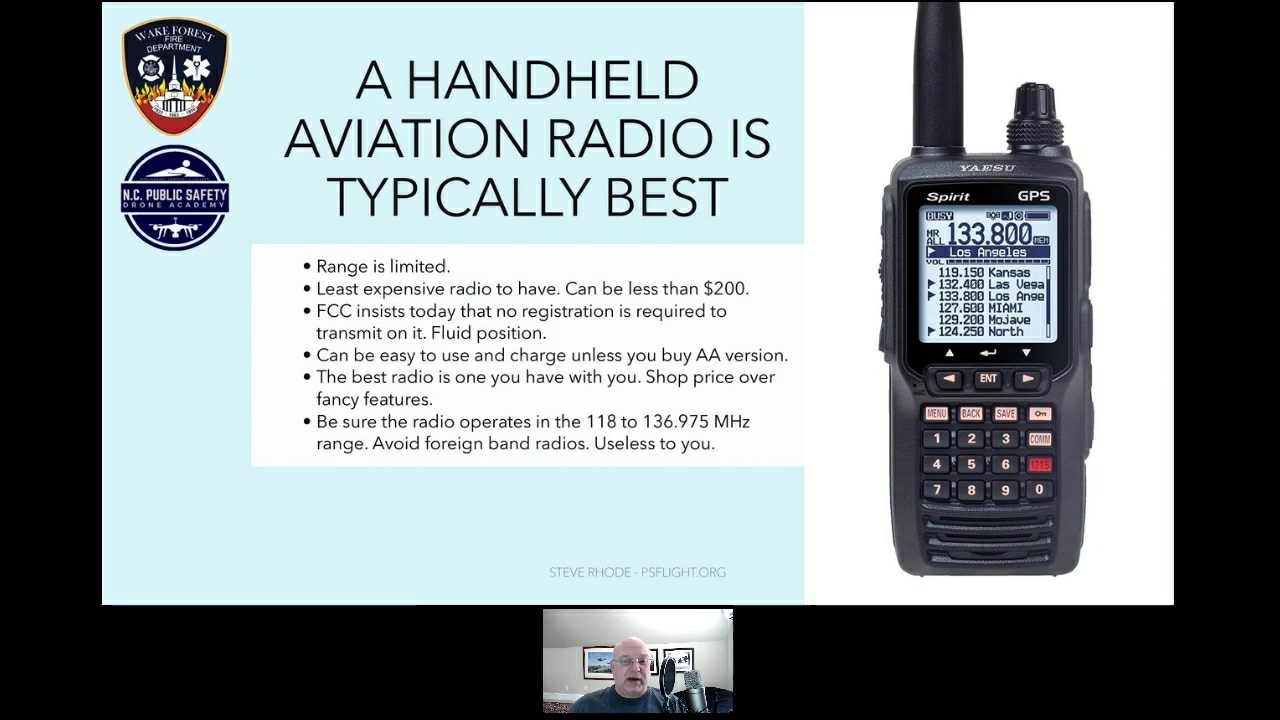 WAKE FOREST
FIRE
DEPARTMENT
N.C. PUBLIC SAFETY
DRONE ACADEMY
A HANDHELD
AVIATION RADIO IS
TYPICALLY BEST
• Range is limited.
• Least expensive radio to have. Can be less than $200.
• FCC insists today that no registration is required to
transmit on it. Fluid position.
• Can be easy to use and charge unless you buy AA version.
• The best radio is one you have with you. Shop price over
fancy features.
• Be sure the radio operates in the 118 to 136.975 MHz
range. Avoid foreign band radios. Useless to you.
STEVE RHODE - PSFLIGHT.ORG
YAESU
Spirit GPS
BUSY
MR
ALL 133.800 MEM
Los Angeles
VOL
119.150 Kansas
132.400 Las Vega
133.800 Los Ange
127.600 MIAMI
129.200 Mojave
124.250 North
ENT
MENU BACK SAVE
1 2 3 COMM
4 5 6 121.5
7 8 9 0